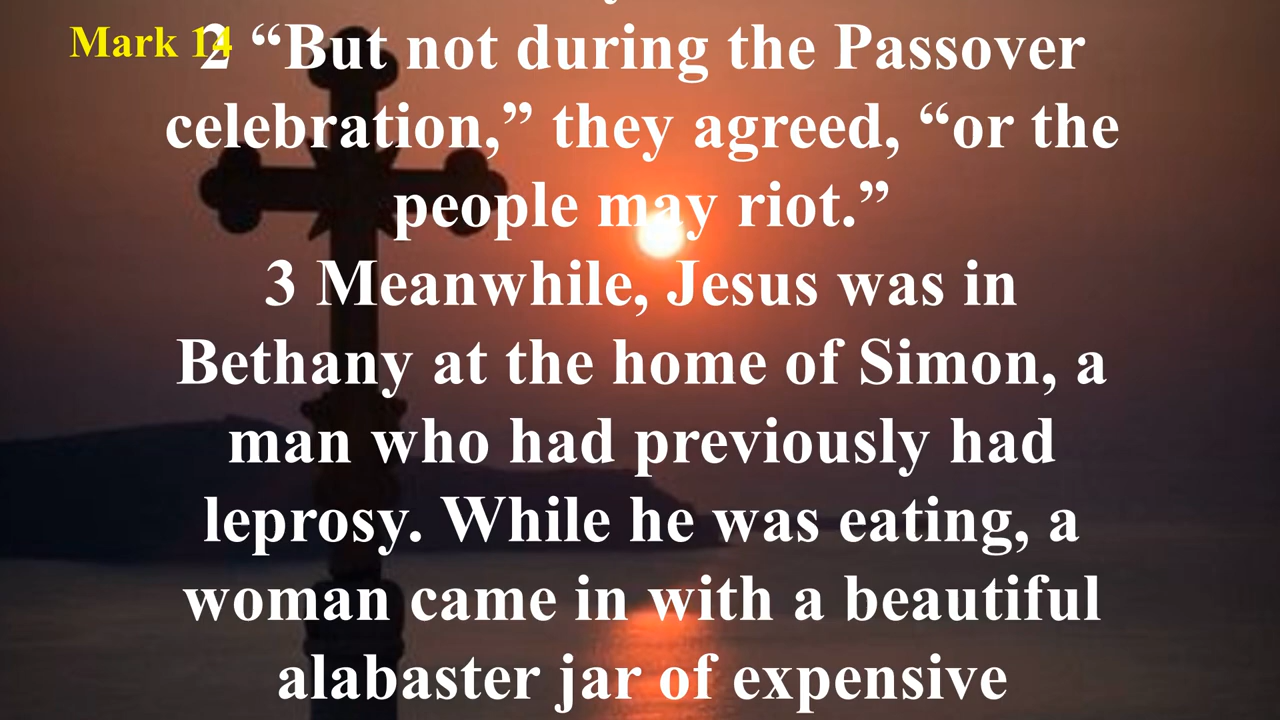 Mark 14
2 “But not during the Passover
celebration,” they agreed, “or the
people may riot.”
3 Meanwhile, Jesus was in
Bethany at the home of Simon, a
man who had previously had
leprosy. While he was eating, a
woman came in with a beautiful
alabaster jar of expensive